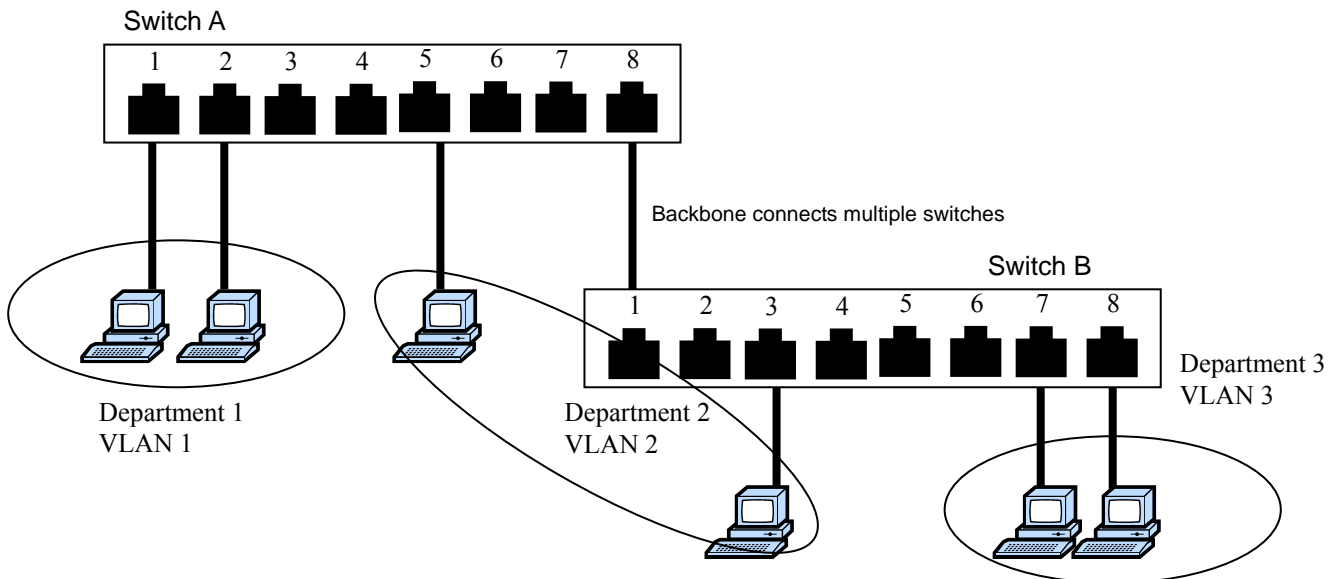 Switch A
1 2 3 4 5 6 7 8
Backbone connects multiple switches
Switch B
1 2 3 4 5 6 7 8
Department 3
VLAN 3
Department 1
VLAN 1
Department 2
VLAN 2